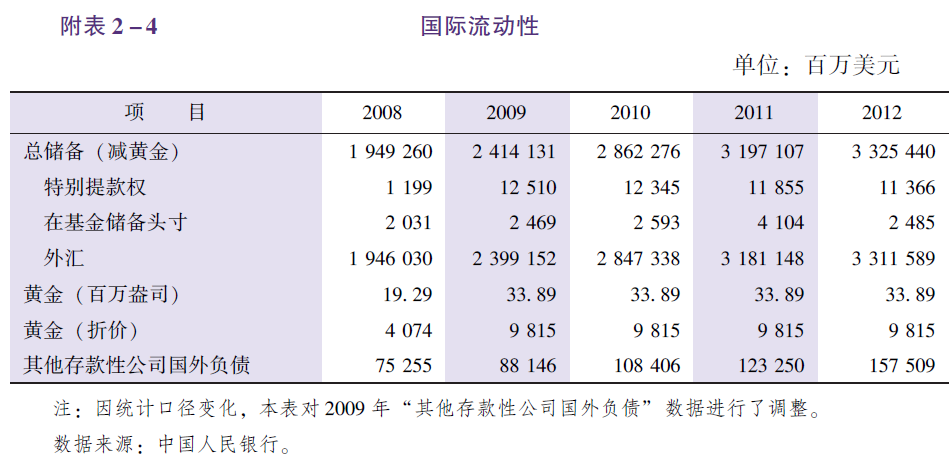 附表 2－4 国际流动性
单位：百万美元
项 目 2008 2009 2010 2011 2012
总储备（减黄金） 1 949 260 2 414 131 2 862 276 3 197 107 3 325 440
特别提款权 1 199 12 510 12 345 11 855 11 366
在基金储备头寸 2 031 2 469 2 593 4 104 2 485
外汇 1 946 030 2 399 152 2 847 338 3 181 148 3 311 589
黄金（百万盎司） 19. 29 33. 89 33. 89 33. 89 33. 89
黄金（折价） 4 074 9 815 9 815 9 815 9 815
其他存款性公司国外负债 75 255 88 146 108 406 123 250 157 509
注：因统计口径变化，本表对 2009 年“其他存款性公司国外负债”数据进行了调整。
数据来源：中国人民银行。